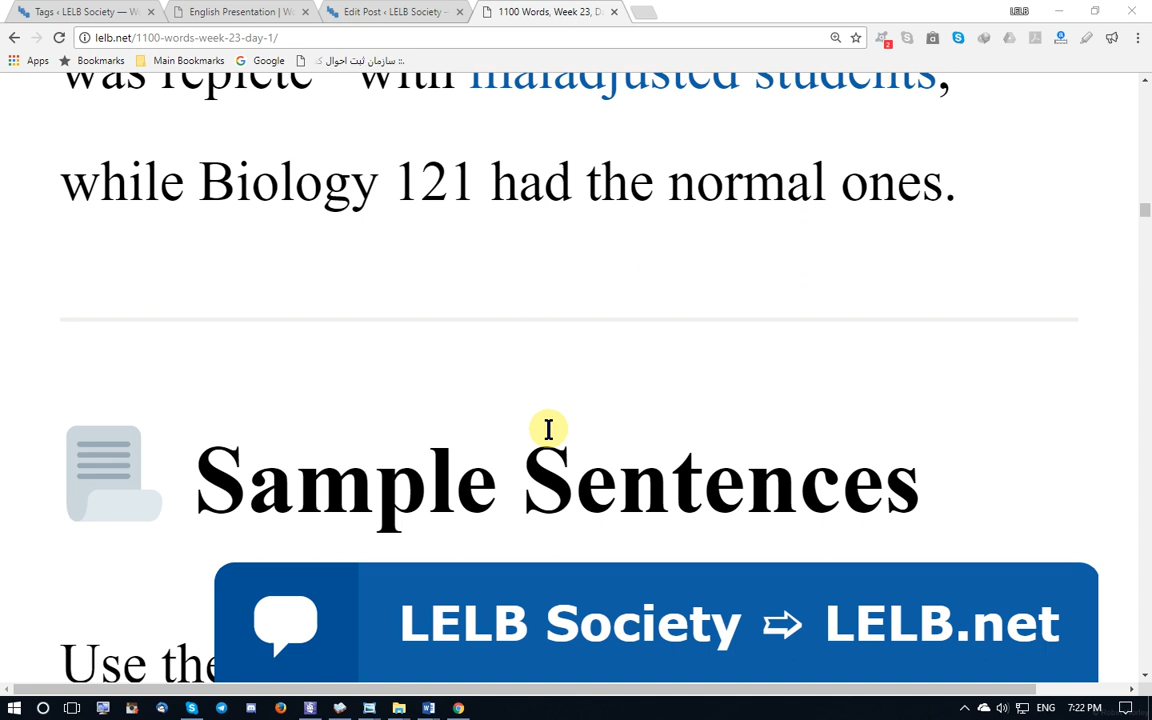 Tags ‹ LELB Society — W
English Presentation | W
Edit Post ‹ LELB Society –
1100 Words, Week 23, D
LELB
lelb.net/1100-words-week-23-day-1/
2
Apps
Bookmarks
Main Bookmarks
Google
سازمان ثبت احوال ک
was replete with maladjusted students,
while Biology 121 had the normal ones.
Sample Sentences
LELB Society ⇨ LELB.net
Use the
ENG
7:22 PM